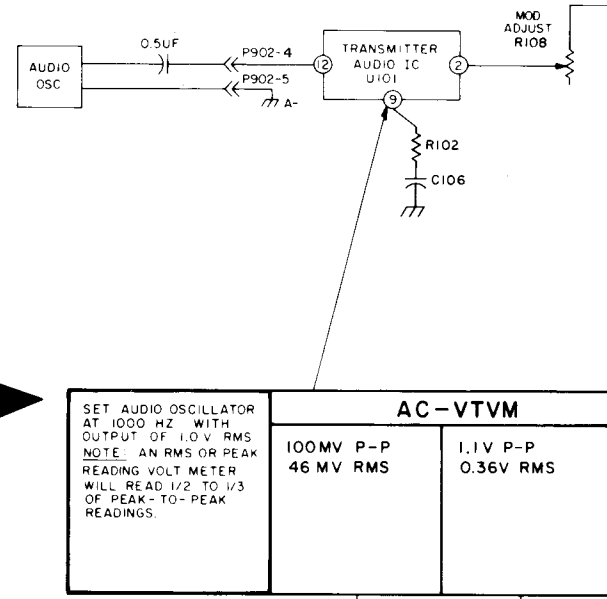 MOD
ADJUST
R108
0.5UF
P902-4
AUDIO
OSC
12
TRANSMITTER
AUDIO IC
U101
2
P902-5
A-
9
R102
C106
SET AUDIO OSCILLATOR
AT 1000 HZ WITH
OUTPUT OF 1.0 V RMS
NOTE: AN RMS OR PEAK
READING VOLT METER
WILL READ 1/2 TO 1/3
OF PEAK-TO-PEAK
READINGS.
AC-VTVM
100MV P-P
46 MV RMS
1.1V P-P
0.36V RMS